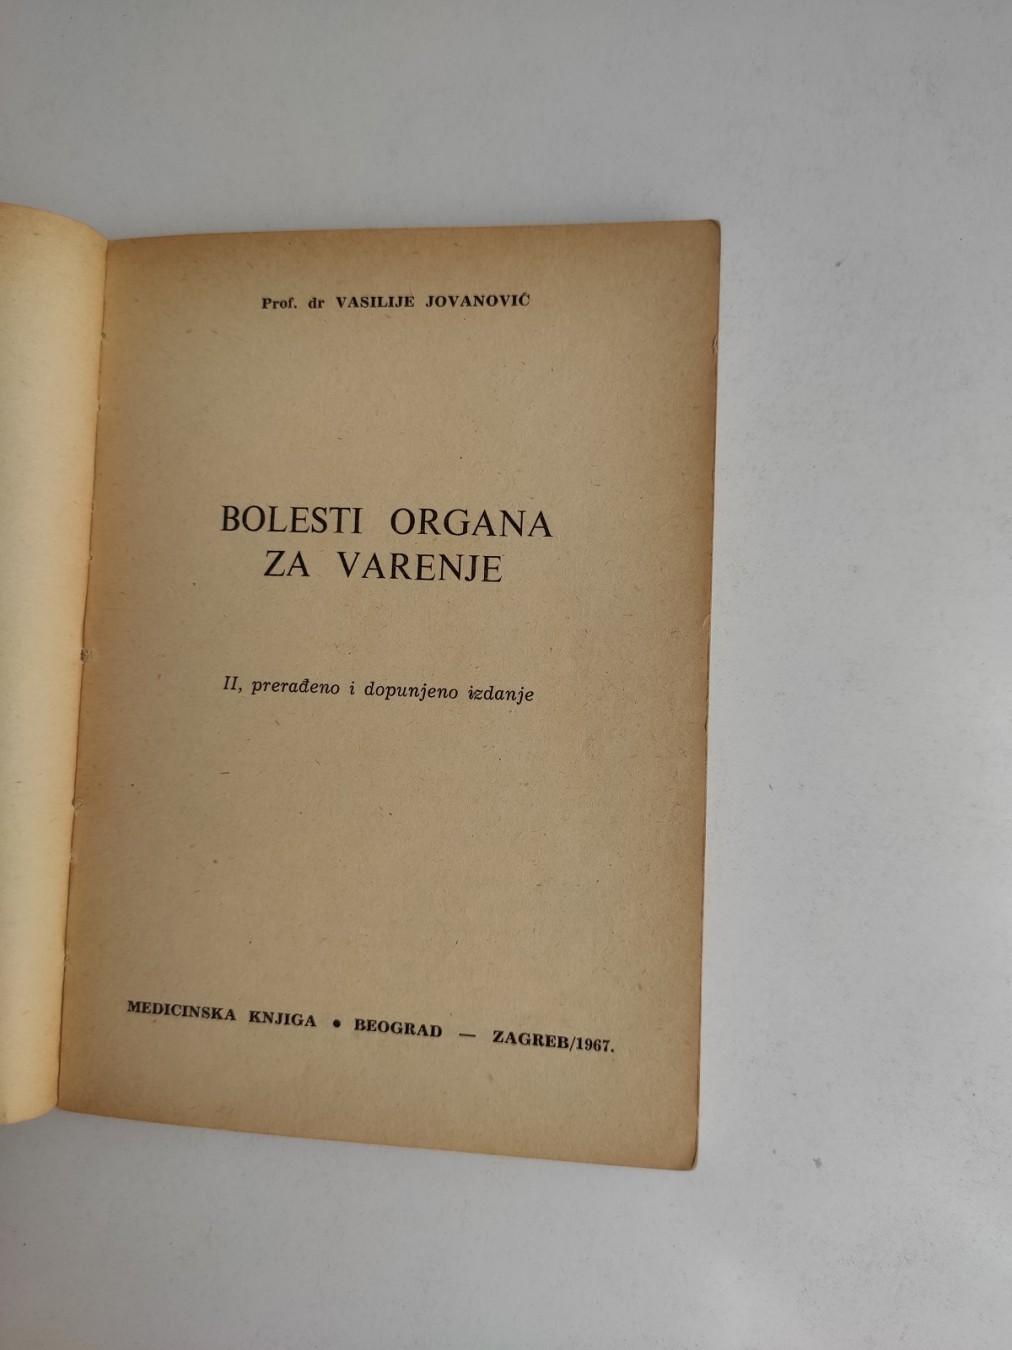 Prof. dr VASILIJE JOVANOVIĆ
BOLESTI ORGANA
ZA VARENJE
II, prerađeno i dopunjeno izdanje
MEDICINSKA KNJIGA • BEOGRAD — ZAGREB/1967.